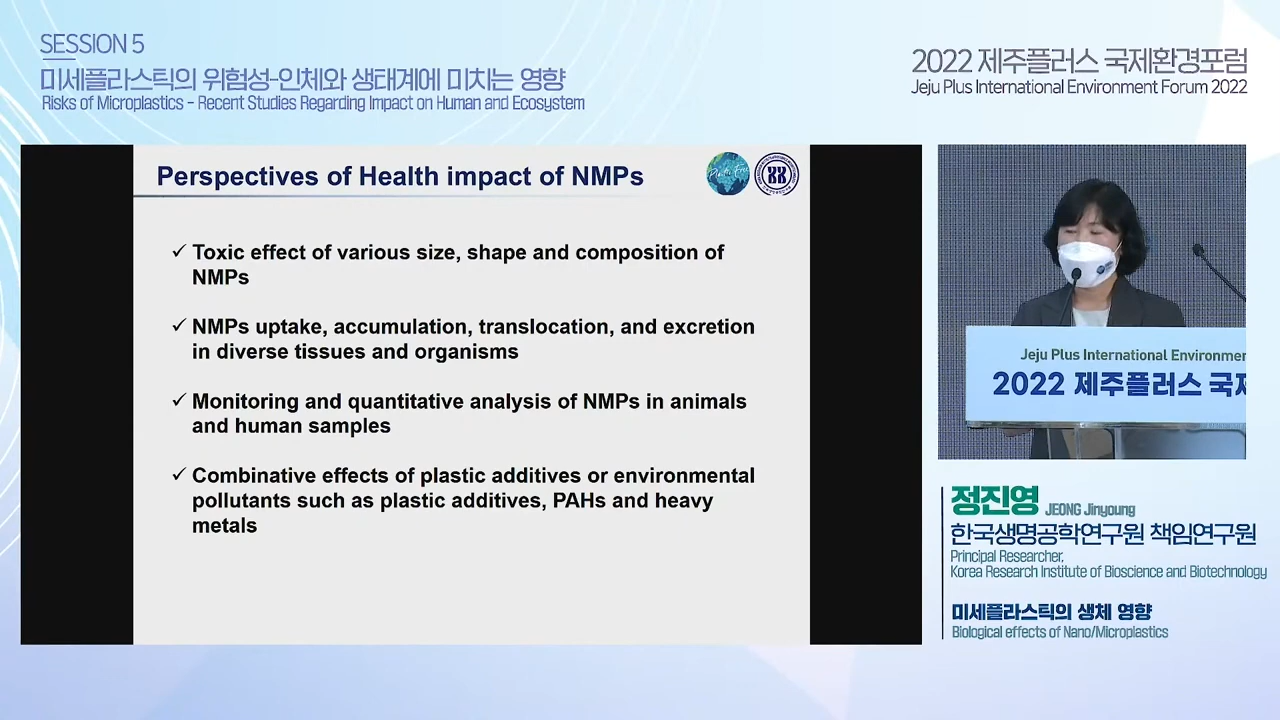 SESSION 5
미세플라스틱의 위험성-인체와 생태계에 미치는 영향
Risks of Microplastics - Recent Studies Regarding Impact on Human and Ecosystem
2022 제주플러스 국제환경포럼
Jeju Plus International Environment Forum 2022
Perspectives of Health impact of NMPs
✓ Toxic effect of various size, shape and composition of
NMPs
✓ NMPs uptake, accumulation, translocation, and excretion
in diverse tissues and organisms
✓ Monitoring and quantitative analysis of NMPs in animals
and human samples
✓ Combinative effects of plastic additives or environmental
pollutants such as plastic additives, PAHs and heavy
metals
Jeju Plus International Environmen
2022 제주플러스 국제
정진영 JEONG Jinyoung
한국생명공학연구원 책임연구원
Principal Researcher,
Korea Research Institute of Bioscience and Biotechnology
미세플라스틱의 생체 영향
Biological effects of Nano/Microplastics